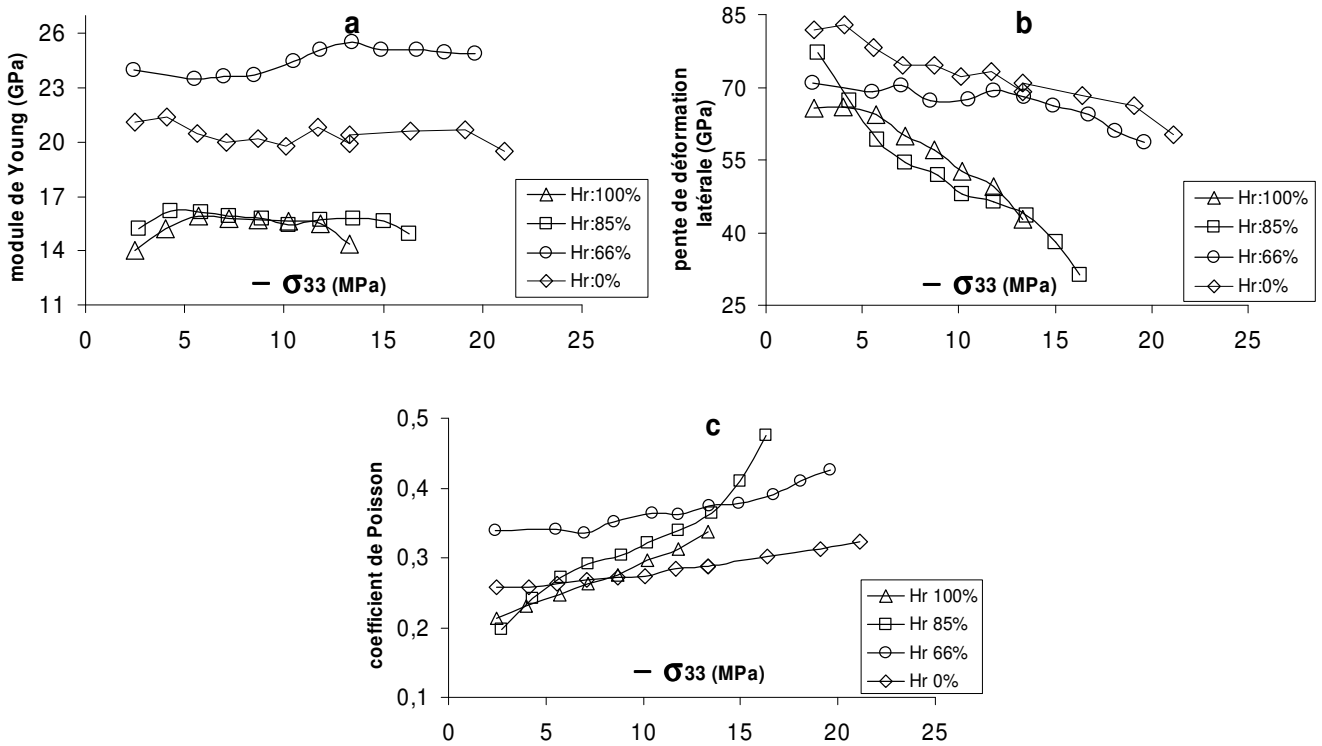 a
module de Young (GPa)
26
23
20
17
14
11
0 5 10 15 20 25
– σ33 (MPa)
Hr:100%
Hr:85%
Hr:66%
Hr:0%
b
pente de déformation
latérale (GPa)
85
70
55
40
25
0 5 10 15 20 25
– σ33 (MPa)
Hr:100%
Hr:85%
Hr:66%
Hr:0%
c
coefficient de Poisson
0,5
0,4
0,3
0,2
0,1
0 5 10 15 20 25
– σ33 (MPa)
Hr 100%
Hr 85%
Hr 66%
Hr 0%